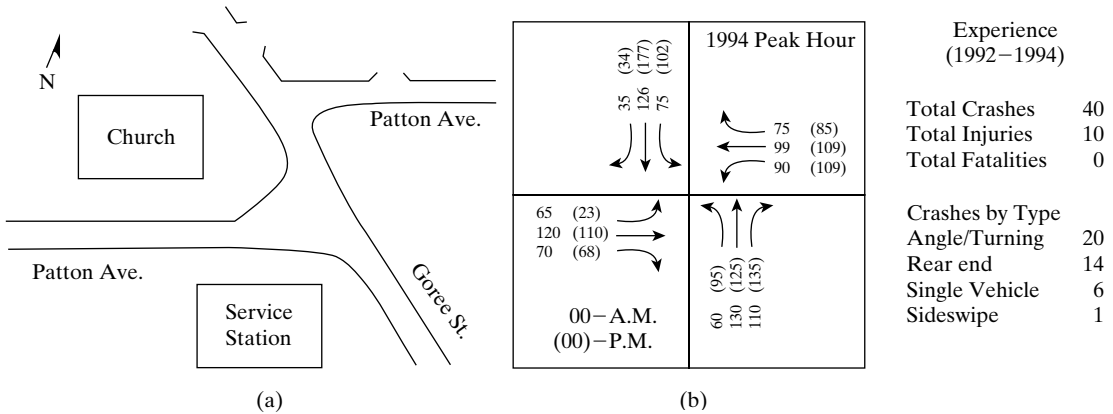 N
Church
Patton Ave.
Patton Ave.
Goree St.
Service
Station
(a)
1994 Peak Hour
35 (34)
126 (177)
75 (102)
75 (85)
99 (109)
90 (109)
65 (23)
120 (110)
70 (68)
60 (95)
130 (125)
110 (135)
00–A.M.
(00)–P.M.
(b)
Experience
(1992–1994)
Total Crashes 40
Total Injuries 10
Total Fatalities 0
Crashes by Type
Angle/Turning 20
Rear end 14
Single Vehicle 6
Sideswipe 1